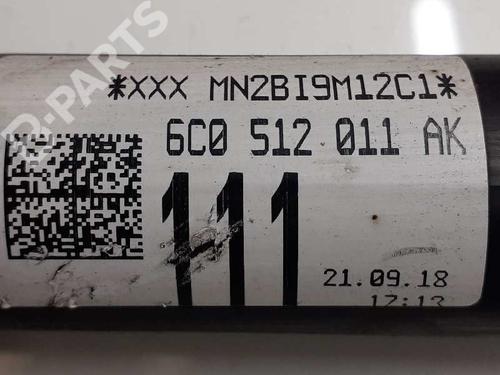 *XXX MN2BI9M12C1*
6C0 512 011 AK
111
21.09.18
17:13
B-PARTS